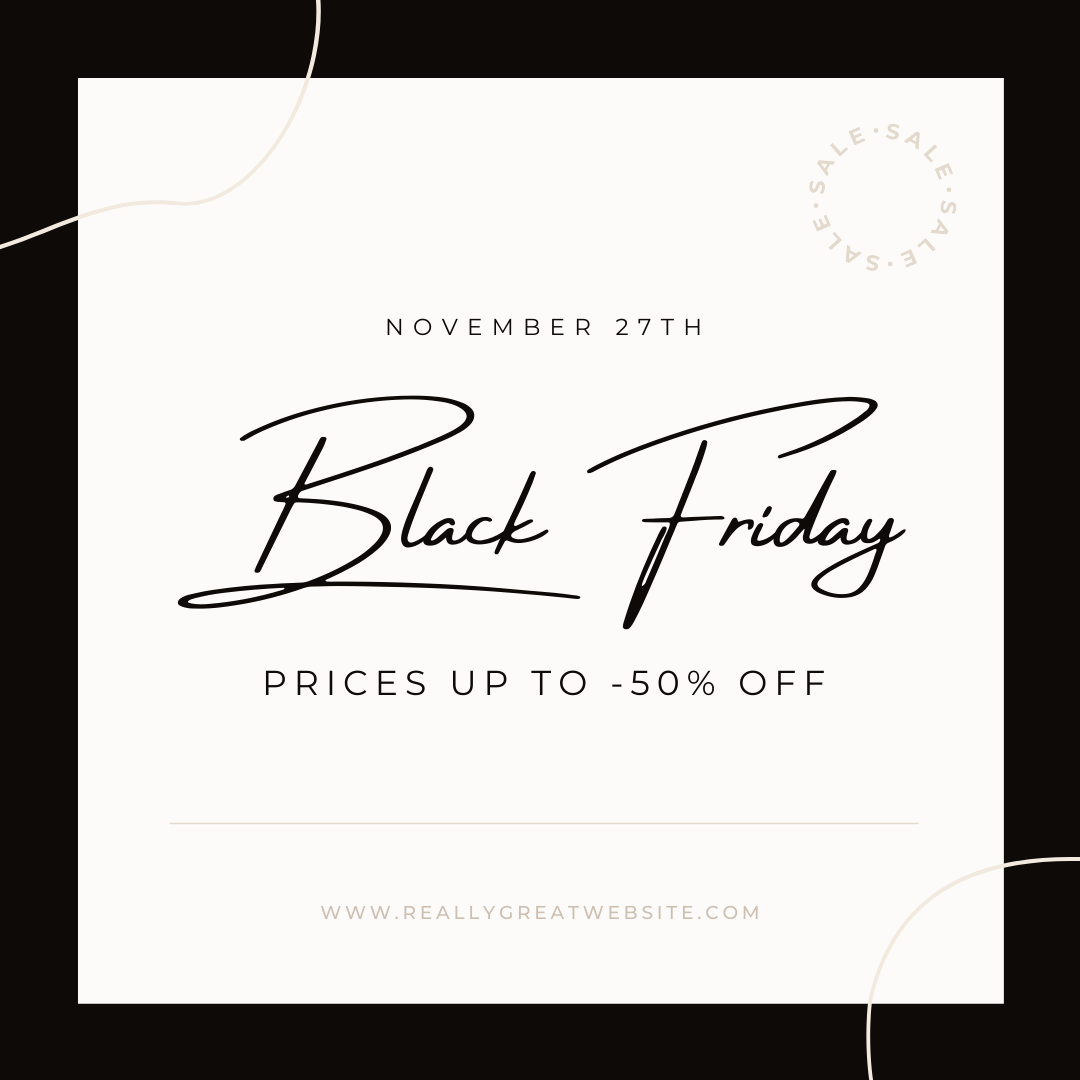 SALE·SALE·SALE·SALE·
NOVEMBER 27TH
Black Friday
PRICES UP TO -50% OFF
WWW.REALLYGREATWEBSITE.COM